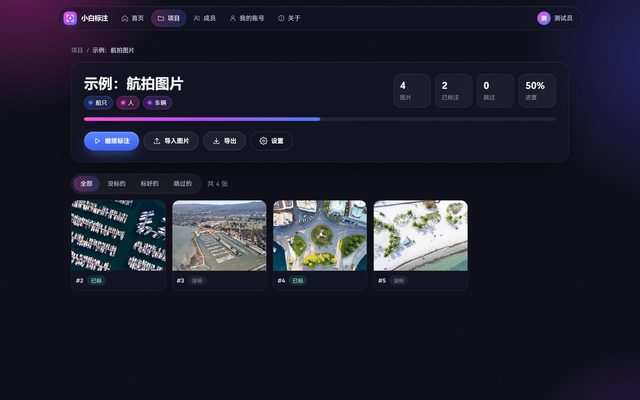 小白标注
首页
项目
成员
我的账号
关于
测
测试员
项目 / 示例：航拍图片
示例：航拍图片
船只
人
车辆
4
图片
2
已标注
0
跳过
50%
进度
继续标注
导入图片
导出
设置
全部
没标的
标好的
跳过的
共 4 张
#2 已标
#3 没标
#4 已标
#5 没标